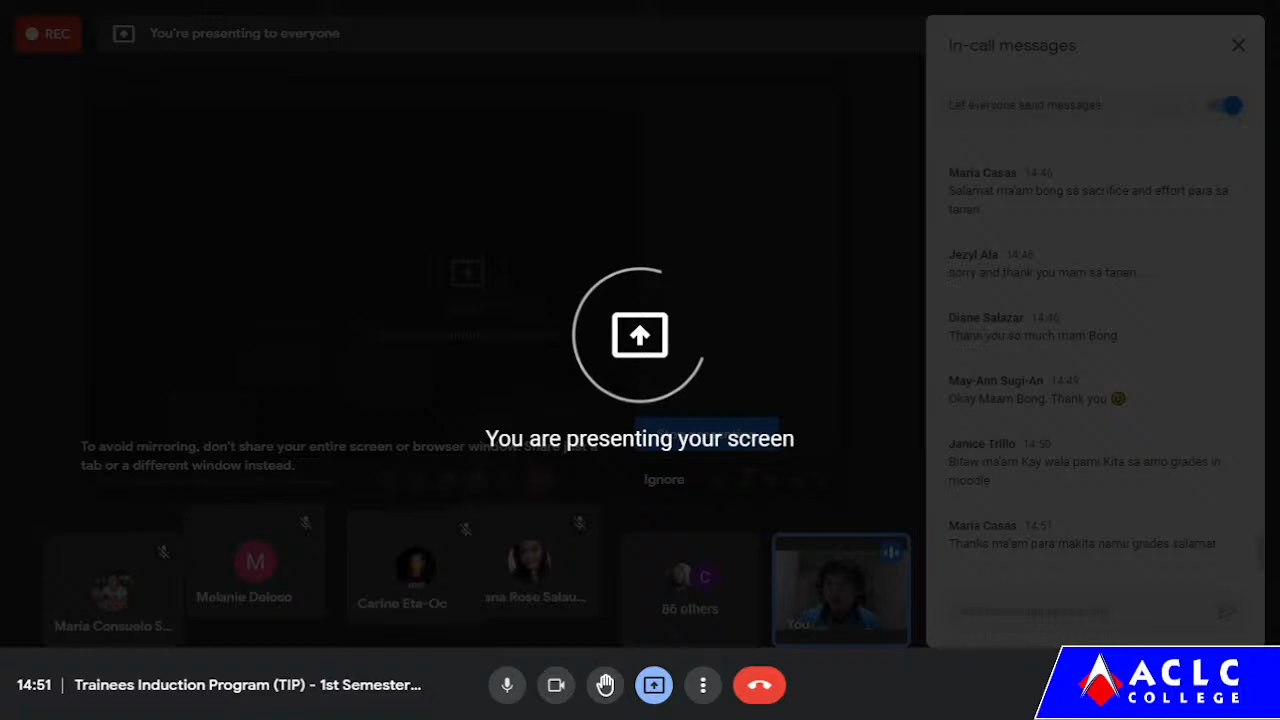 REC
You're presenting to everyone
In-call messages
Let everyone send messages
Maria Casas 14:46
Salamat ma'am bong sa sacrifice and effort para sa
tanan
Jezyl Ala 14:46
sorry and thank you mam sa tanan...
Diane Salazar 14:46
Thank you so much mam Bong
May-Ann Sugi-An 14:49
Okay Maam Bong. Thank you
Janice Trillo 14:50
Bitaw ma'am Kay wala pami Kita sa amo grades in
moodle
Maria Casas 14:51
Thanks ma'am para makita namu grades salamat
You are presenting your screen
To avoid mirroring, don't share your entire screen or browser window. Share just a
tab or a different window instead.
Ignore
Maria Consuelo S...
M
Melanie Deloso
Carine Eta-Oc
ana Rose Salau...
C
86 others
You
14:51 | Trainees Induction Program (TIP) - 1st Semester...
ACLC
COLLEGE